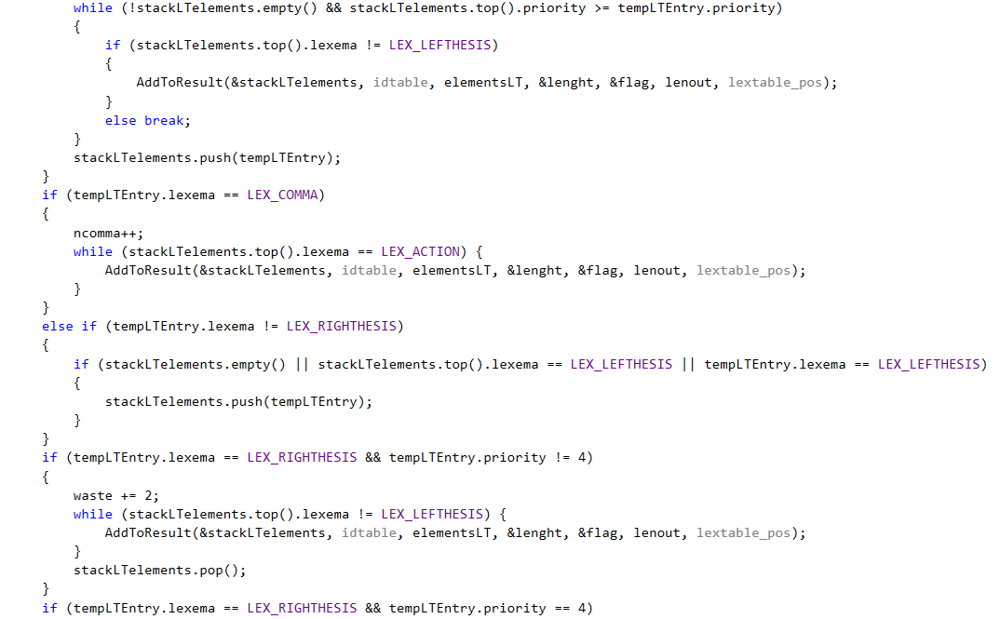 while (!stackLTelements.empty() && stackLTelements.top().priority >= tempLTEntry.priority)
{
if (stackLTelements.top().lexema != LEX_LEFTHESIS)
{
AddToResult(&stackLTelements, idtable, elementsLT, &lenght, &flag, lenout, lextable_pos);
}
else break;
}
stackLTelements.push(tempLTEntry);
}
if (tempLTEntry.lexema == LEX_COMMA)
{
ncomma++;
while (stackLTelements.top().lexema == LEX_ACTION) {
AddToResult(&stackLTelements, idtable, elementsLT, &lenght, &flag, lenout, lextable_pos);
}
}
else if (tempLTEntry.lexema != LEX_RIGHTHESIS)
{
if (stackLTelements.empty() || stackLTelements.top().lexema == LEX_LEFTHESIS || tempLTEntry.lexema == LEX_LEFTHESIS)
{
stackLTelements.push(tempLTEntry);
}
}
if (tempLTEntry.lexema == LEX_RIGHTHESIS && tempLTEntry.priority != 4)
{
waste += 2;
while (stackLTelements.top().lexema != LEX_LEFTHESIS) {
AddToResult(&stackLTelements, idtable, elementsLT, &lenght, &flag, lenout, lextable_pos);
}
stackLTelements.pop();
}
if (tempLTEntry.lexema == LEX_RIGHTHESIS && tempLTEntry.priority == 4)